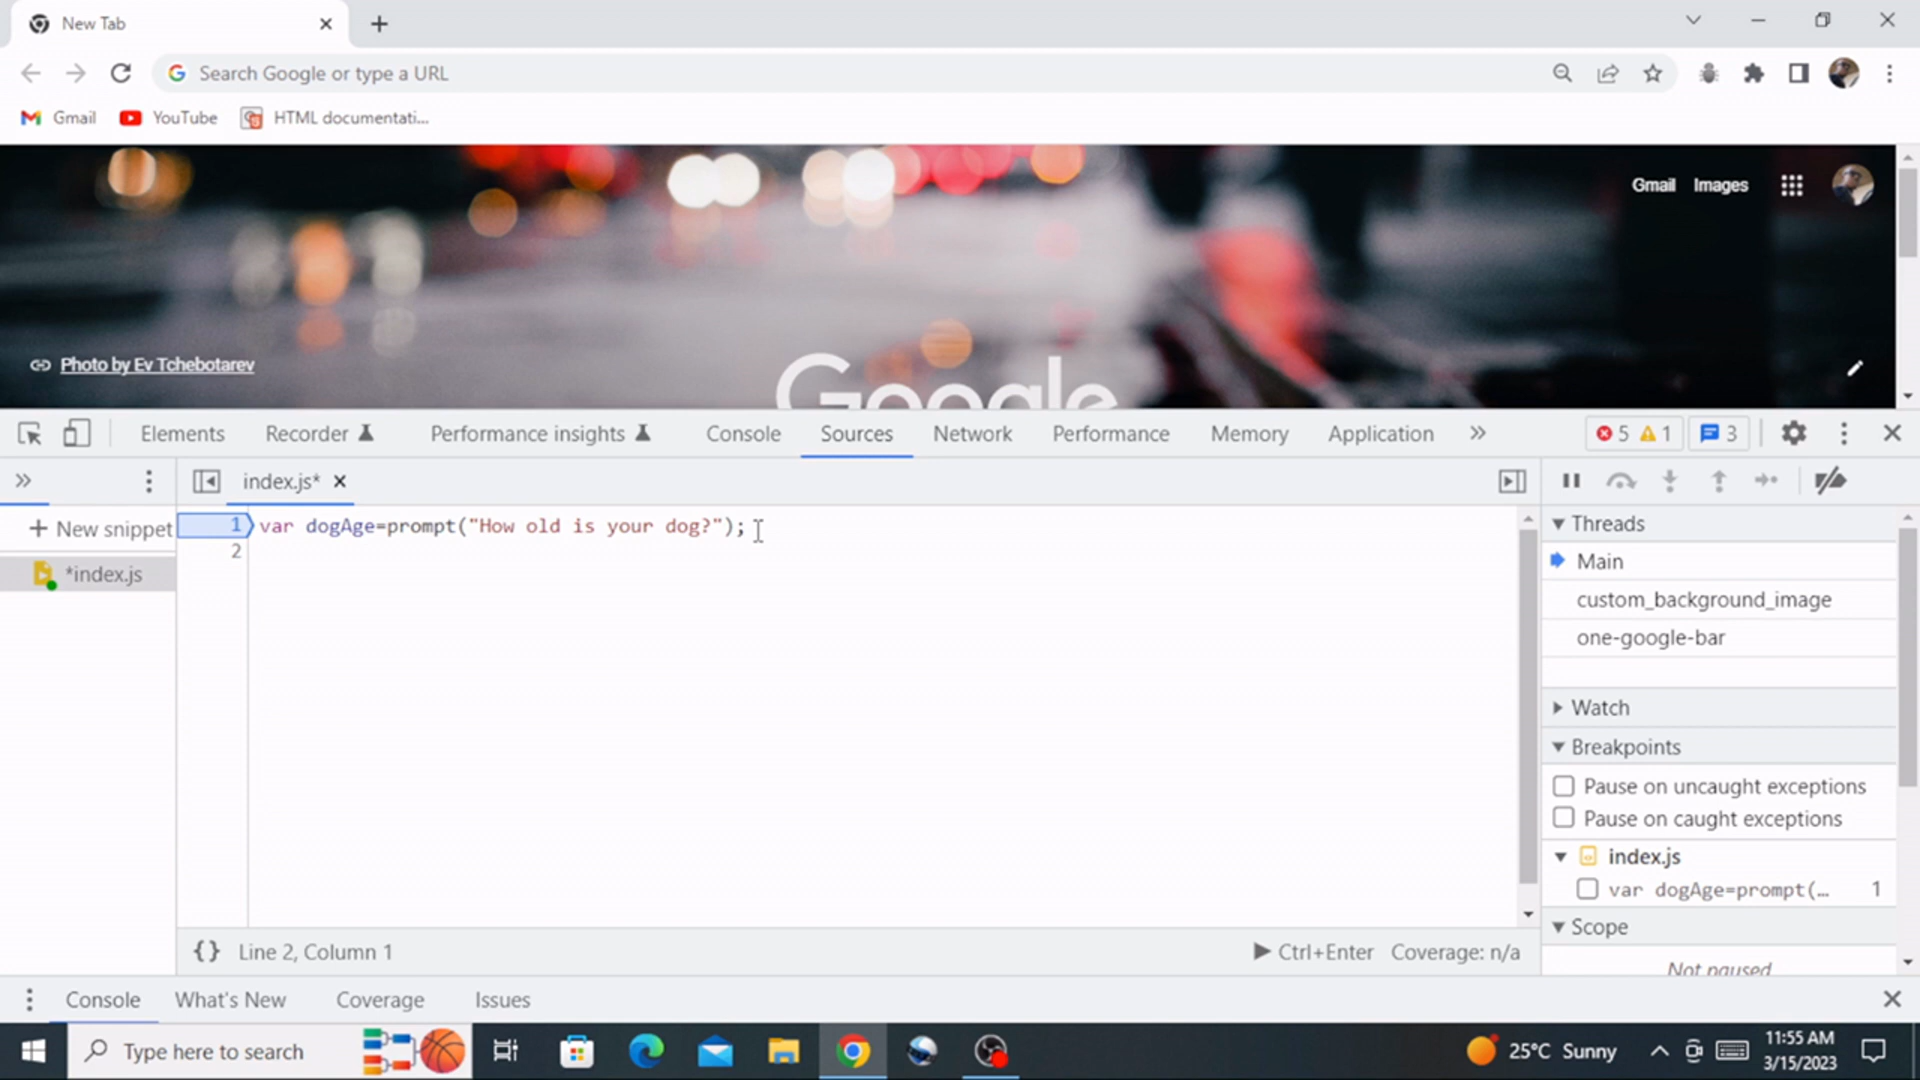 New Tab
Search Google or type a URL
Gmail YouTube HTML documentati...
Gmail Images
Photo by Ev Tchebotarev
Google
Elements Recorder Performance insights Console Sources Network Performance Memory Application 5 1 3
index.js*
New snippet
*index.js
1 var dogAge=prompt("How old is your dog?");
2
Threads
Main
custom_background_image
one-google-bar
Watch
Breakpoints
Pause on uncaught exceptions
Pause on caught exceptions
index.js
var dogAge=prompt(… 1
Scope
Not paused
{} Line 2, Column 1 Ctrl+Enter Coverage: n/a
Console What's New Coverage Issues
Type here to search
25°C Sunny
11:55 AM
3/15/2023